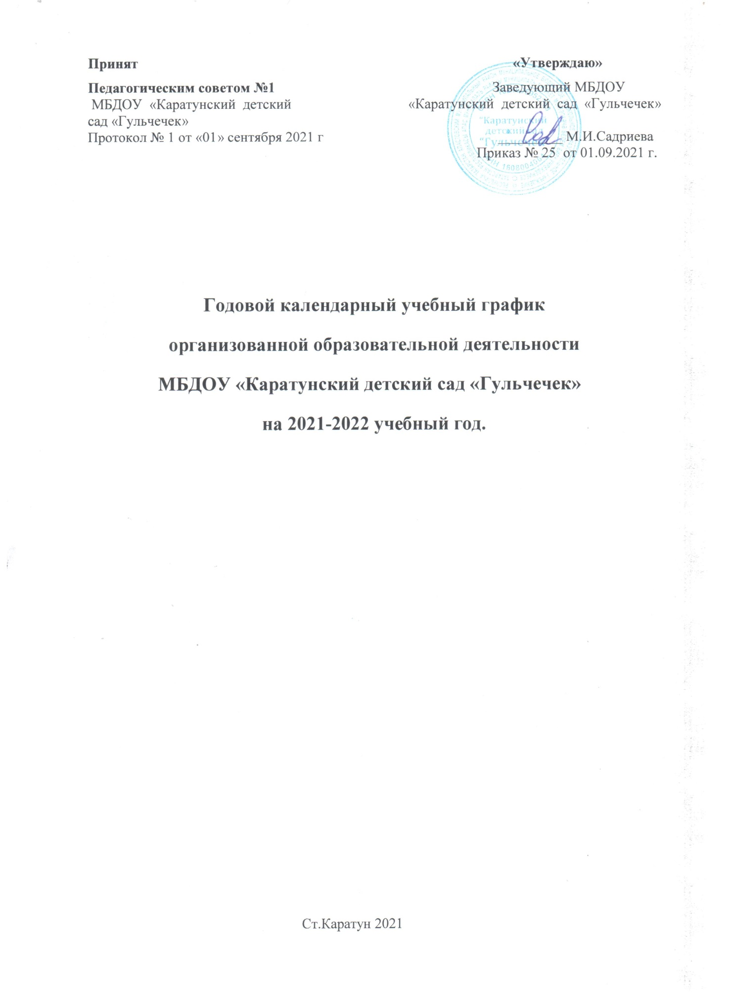 Принят
Педагогическим советом №1
МБДОУ «Каратунский детский
сад «Гульчечек»
Протокол № 1 от «01» сентября 2021 г
«Утверждаю»
Заведующий МБДОУ
«Каратунский детский сад «Гульчечек»
"Каратунский
детский сад
"Гульчечек"
М.И.Садриева
Приказ № 25 от 01.09.2021 г.
Годовой календарный учебный график
организованной образовательной деятельности
МБДОУ «Каратунский детский сад «Гульчечек»
на 2021-2022 учебный год.
Ст.Каратун 2021